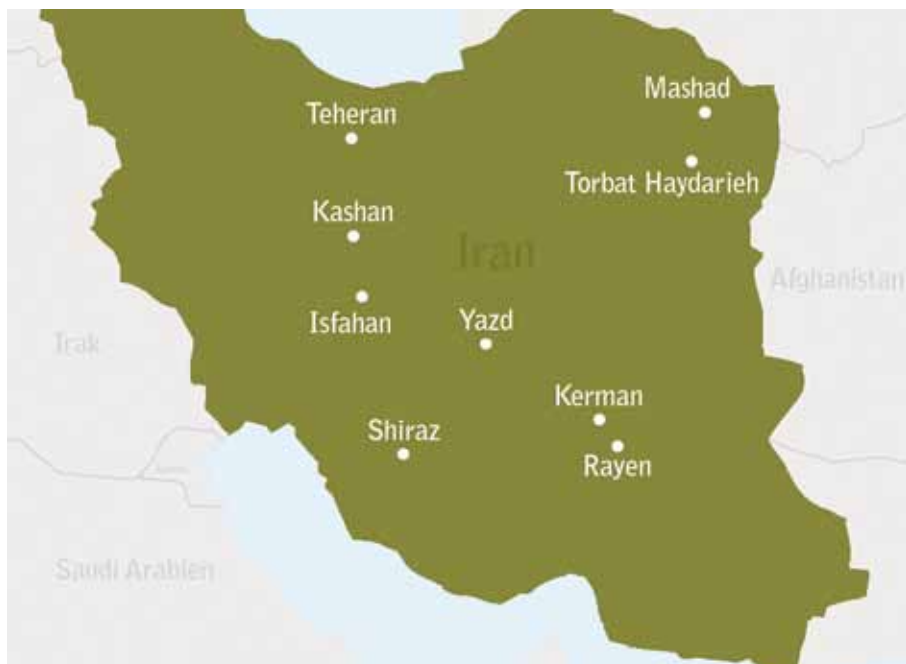 Mashad
Teheran
Torbat Haydarieh
Kashan
Iran
Afghanistan
Isfahan
Yazd
Irak
Kerman
Shiraz
Rayen
Saudi Arabien